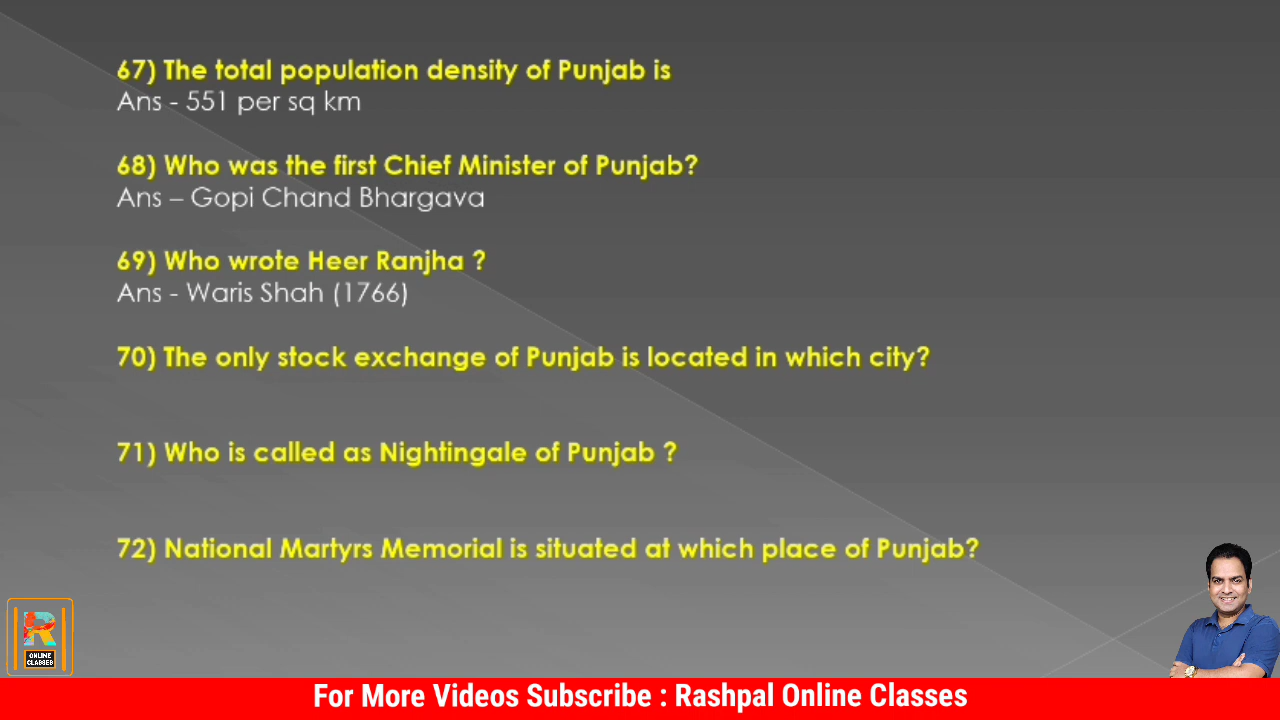 67) The total population density of Punjab is
Ans - 551 per sq km
68) Who was the first Chief Minister of Punjab?
Ans – Gopi Chand Bhargava
69) Who wrote Heer Ranjha ?
Ans - Waris Shah (1766)
70) The only stock exchange of Punjab is located in which city?
71) Who is called as Nightingale of Punjab ?
72) National Martyrs Memorial is situated at which place of Punjab?
R
ONLINE
CLASSES
For More Videos Subscribe : Rashpal Online Classes